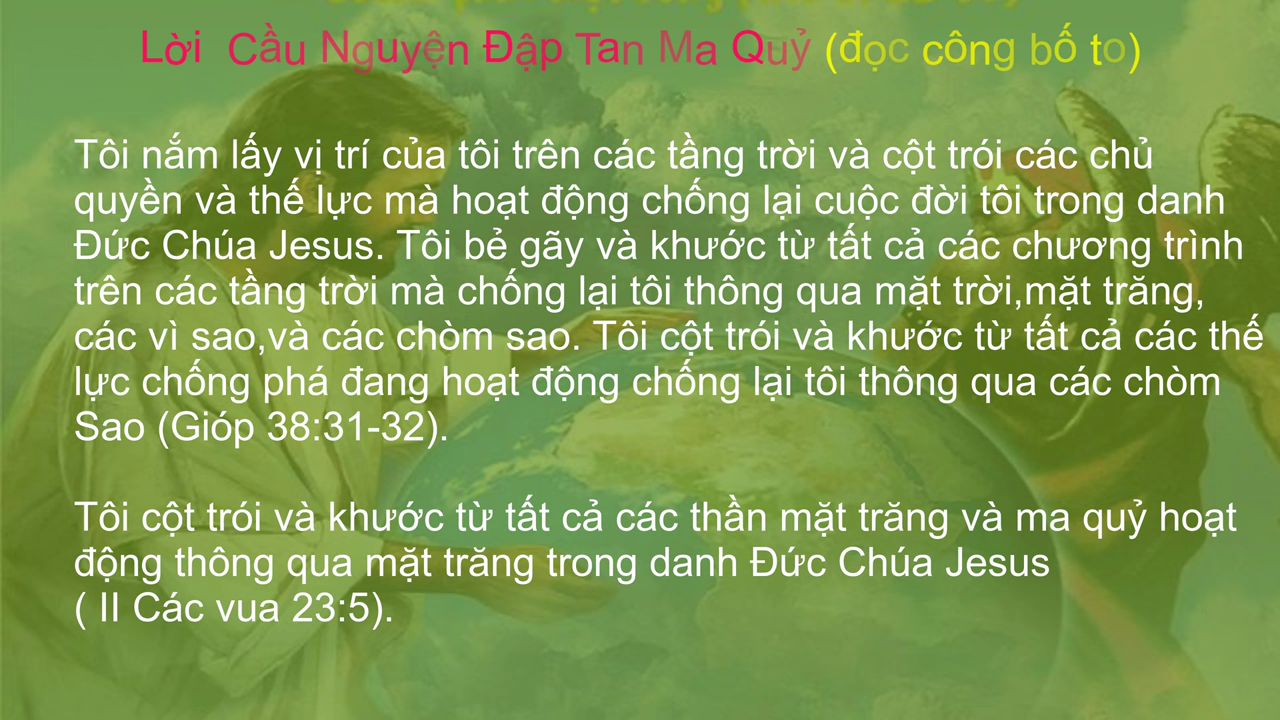 Lời Cầu Nguyện Đập Tan Ma Quỷ (đọc công bố to)
Tôi nắm lấy vị trí của tôi trên các tầng trời và cột trói các chủ
quyền và thế lực mà hoạt động chống lại cuộc đời tôi trong danh
Đức Chúa Jesus. Tôi bẻ gãy và khước từ tất cả các chương trình
trên các tầng trời mà chống lại tôi thông qua mặt trời,mặt trăng,
các vì sao,và các chòm sao. Tôi cột trói và khước từ tất cả các thế
lực chống phá đang hoạt động chống lại tôi thông qua các chòm
Sao (Gióp 38:31-32).
Tôi cột trói và khước từ tất cả các thần mặt trăng và ma quỷ hoạt
động thông qua mặt trăng trong danh Đức Chúa Jesus
( II Các vua 23:5).